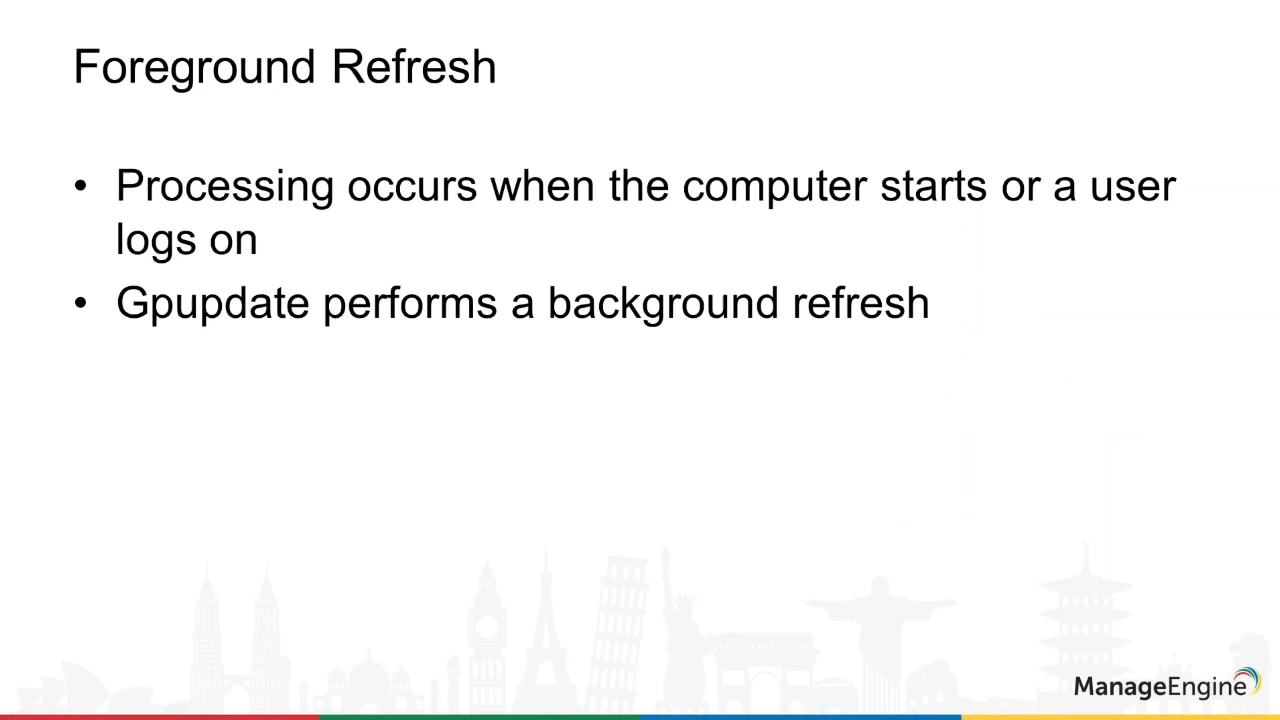 Foreground Refresh
• Processing occurs when the computer starts or a user
logs on
• Gpupdate performs a background refresh
ManageEngine